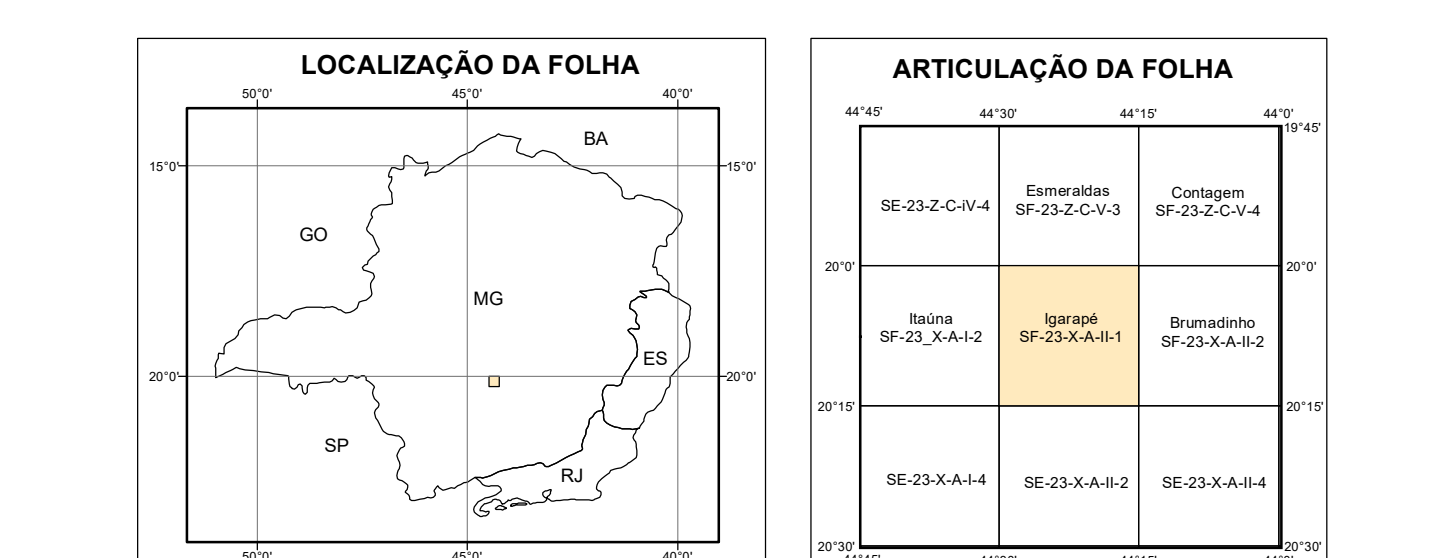 LOCALIZAÇÃO DA FOLHA
50°0' 45°0' 40°0'
BA
15°0' 15°0'
GO
MG
ES
20°0' 20°0'
SP
RJ
50°0' 45°0' 40°0'
ARTICULAÇÃO DA FOLHA
44°45' 44°30' 44°15' 44°0'
19°45'
SE-23-Z-C-iV-4
Esmeraldas
SF-23-Z-C-V-3
Contagem
SF-23-Z-C-V-4
20°0' 20°0'
Itaúna
SF-23_X-A-I-2
Igarapé
SF-23-X-A-II-1
Brumadinho
SF-23-X-A-II-2
20°15' 20°15'
SE-23-X-A-I-4
SE-23-X-A-II-2
SE-23-X-A-II-4
20°30' 20°30'